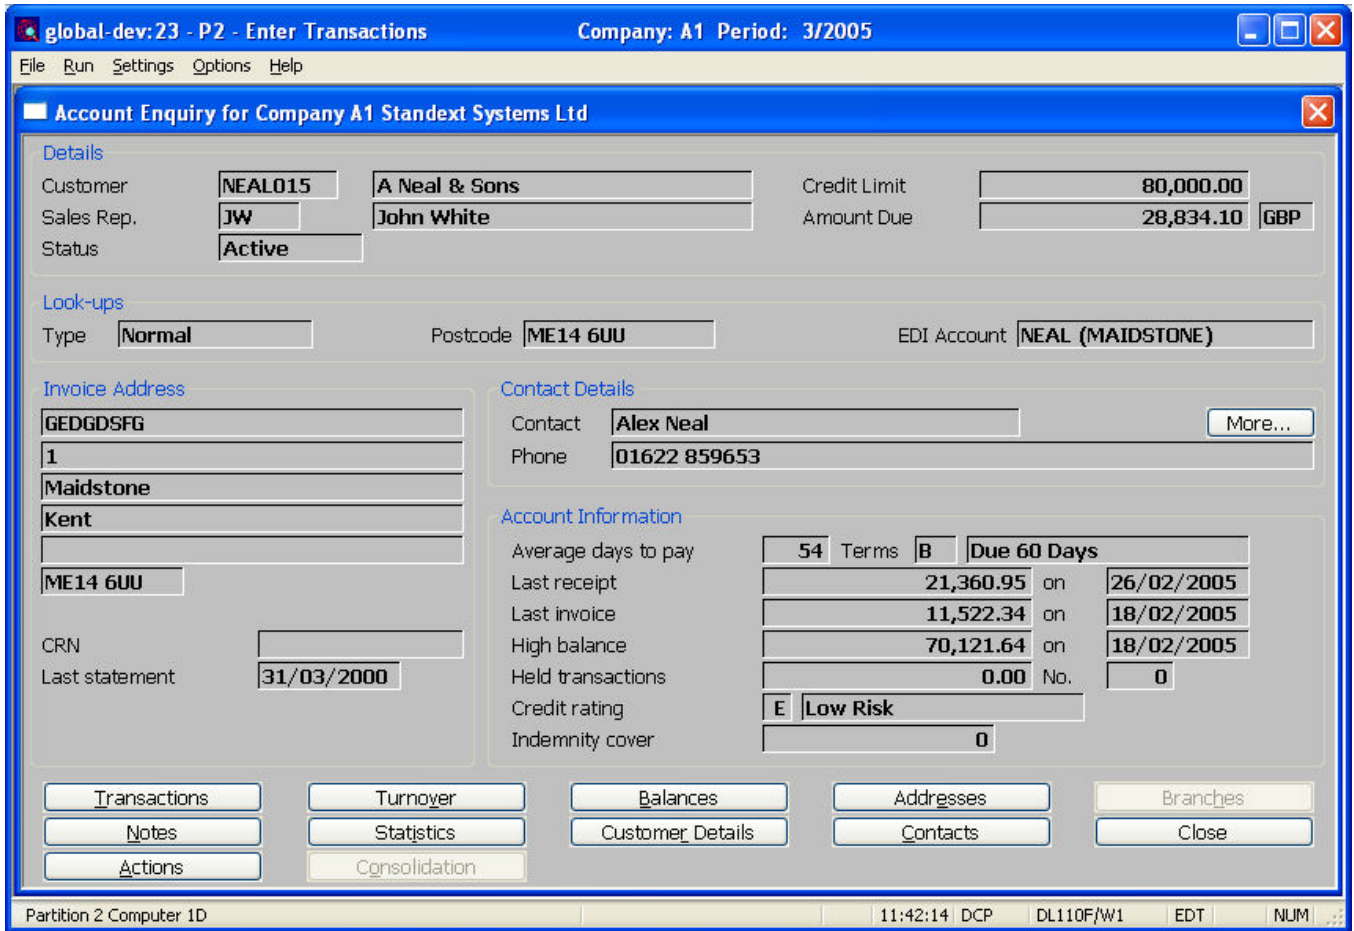 global-dev:23 - P2 - Enter Transactions Company: A1 Period: 3/2005
File Run Settings Options Help
Account Enquiry for Company A1 Standext Systems Ltd
Details
Customer NEAL015 A Neal & Sons Credit Limit 80,000.00
Sales Rep. JW John White Amount Due 28,834.10 GBP
Status Active
Look-ups
Type Normal Postcode ME14 6UU EDI Account NEAL (MAIDSTONE)
Invoice Address
GEDGDSFG
1
Maidstone
Kent
ME14 6UU
CRN
Last statement 31/03/2000
Contact Details
Contact Alex Neal More...
Phone 01622 859653
Account Information
Average days to pay 54 Terms B Due 60 Days
Last receipt 21,360.95 on 26/02/2005
Last invoice 11,522.34 on 18/02/2005
High balance 70,121.64 on 18/02/2005
Held transactions 0.00 No. 0
Credit rating E Low Risk
Indemnity cover 0
Transactions Turnover Balances Addresses Branches
Notes Statistics Customer Details Contacts Close
Actions Consolidation
Partition 2 Computer 1D 11:42:14 DCP DL110F/W1 EDT NUM